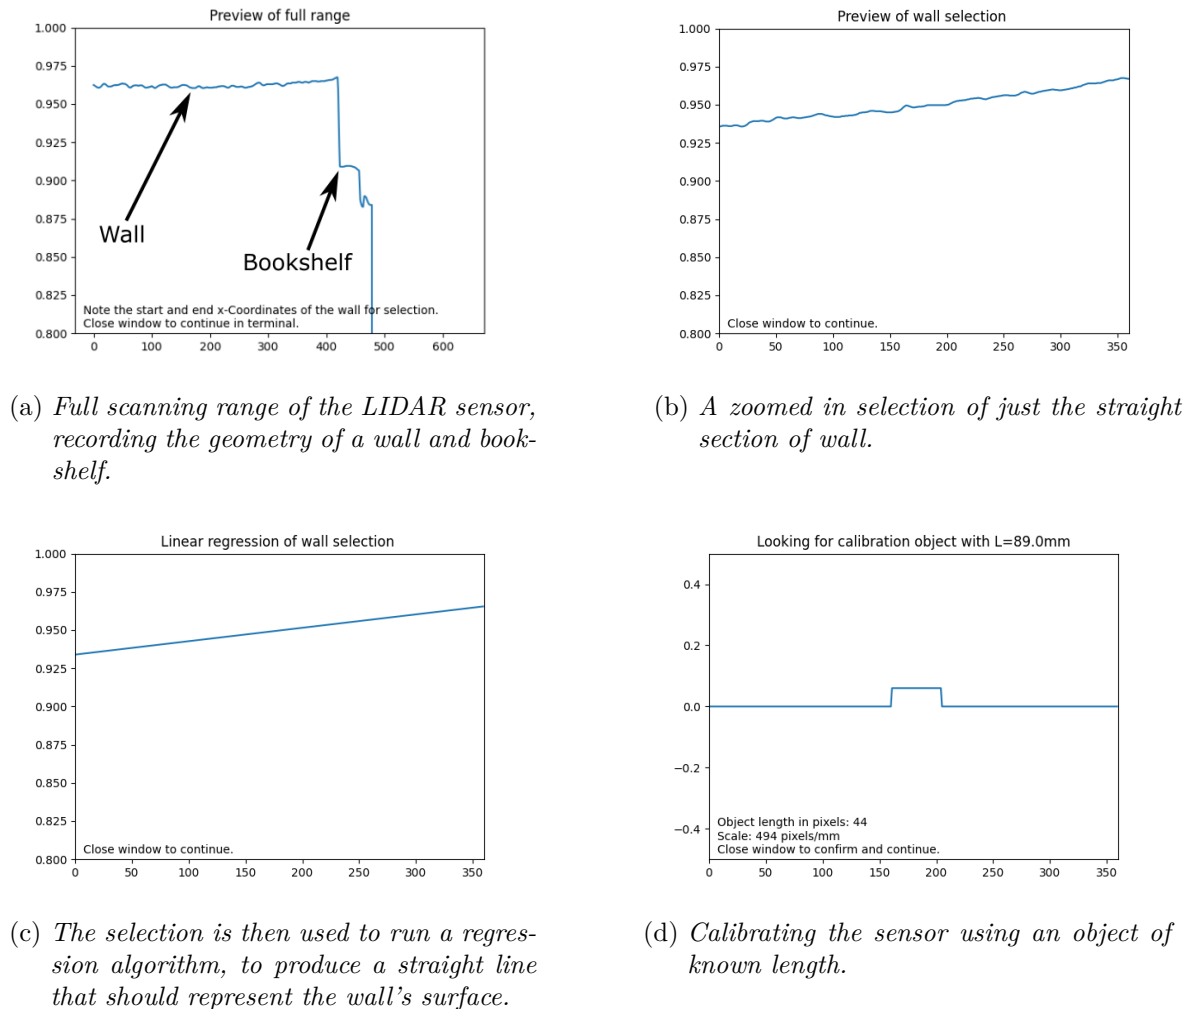 Preview of full range
1.000
0.975
0.950
0.925
0.900
0.875
0.850
0.825
0.800
Wall
Bookshelf
Note the start and end x-Coordinates of the wall for selection.
Close window to continue in terminal.
0 100 200 300 400 500 600
(a) Full scanning range of the LIDAR sensor,
recording the geometry of a wall and book-
shelf.
Preview of wall selection
1.000
0.975
0.950
0.925
0.900
0.875
0.850
0.825
0.800
Close window to continue.
0 50 100 150 200 250 300 350
(b) A zoomed in selection of just the straight
section of wall.
Linear regression of wall selection
1.000
0.975
0.950
0.925
0.900
0.875
0.850
0.825
0.800
Close window to continue.
0 50 100 150 200 250 300 350
(c) The selection is then used to run a regres-
sion algorithm, to produce a straight line
that should represent the wall's surface.
Looking for calibration object with L=89.0mm
0.4
0.2
0.0
−0.2
−0.4
Object length in pixels: 44
Scale: 494 pixels/mm
Close window to confirm and continue.
0 50 100 150 200 250 300 350
(d) Calibrating the sensor using an object of
known length.